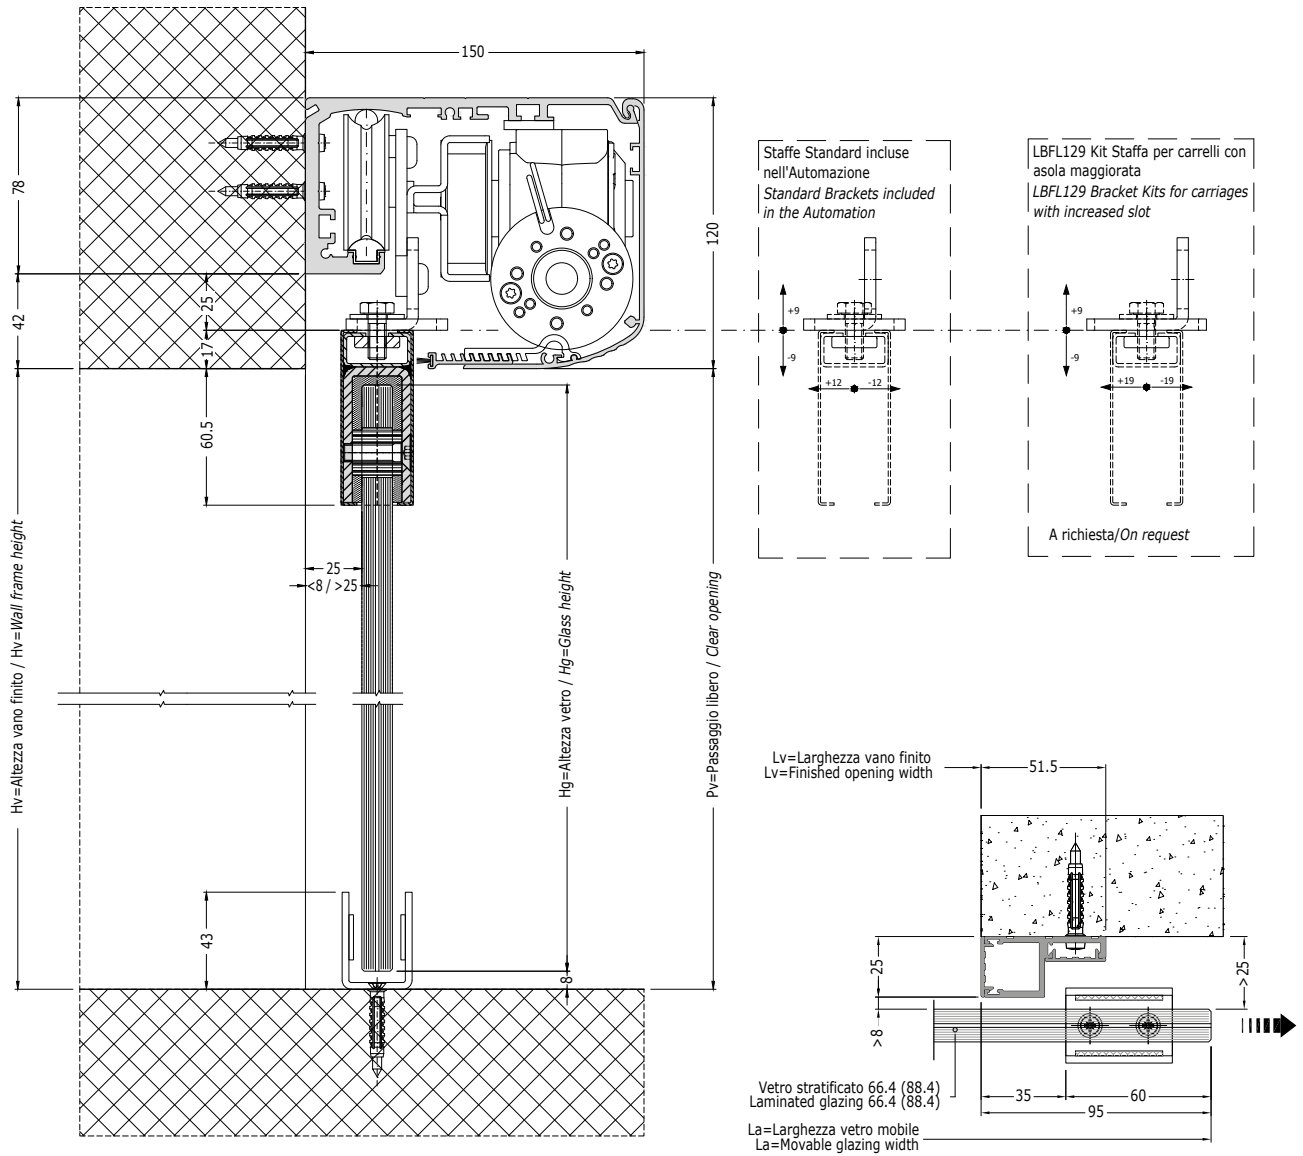 150
78
42
25
17
60.5
120
Staffe Standard incluse
nell'Automazione
Standard Brackets included
in the Automation
+9
-9
+12
-12
LBFL129 Kit Staffa per carrelli con
asola maggiorata
LBFL129 Bracket Kits for carriages
with increased slot
+9
-9
+19
-19
A richiesta/On request
25
<8 / >25
Hv=Altezza vano finito / Hv=Wall frame height
Hg=Altezza vetro / Hg=Glass height
Pv=Passaggio libero / Clear opening
43
8
Lv=Larghezza vano finito
Lv=Finished opening width
51.5
25
>8
>25
Vetro stratificato 66.4 (88.4)
Laminated glazing 66.4 (88.4)
35
60
95
La=Larghezza vetro mobile
La=Movable glazing width